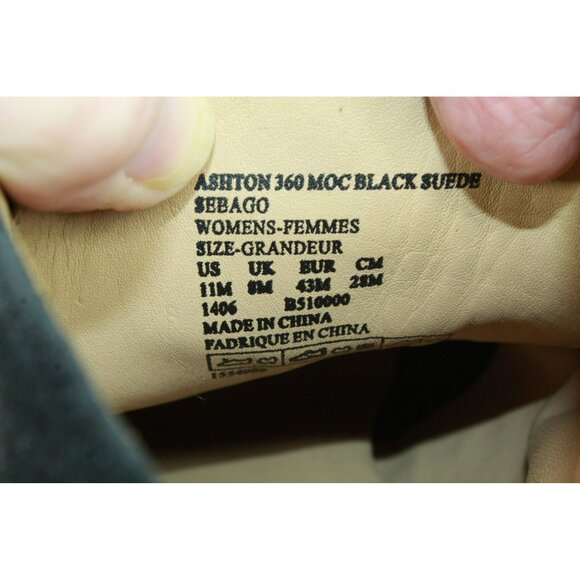 ASHTON 360 MOC BLACK SUEDE
SEBAGO
WOMENS-FEMMES
SIZE-GRANDEUR
US UK EUR CM
11M 8M 43M 28M
1406 B510000
MADE IN CHINA
FABRIQUE EN CHINA